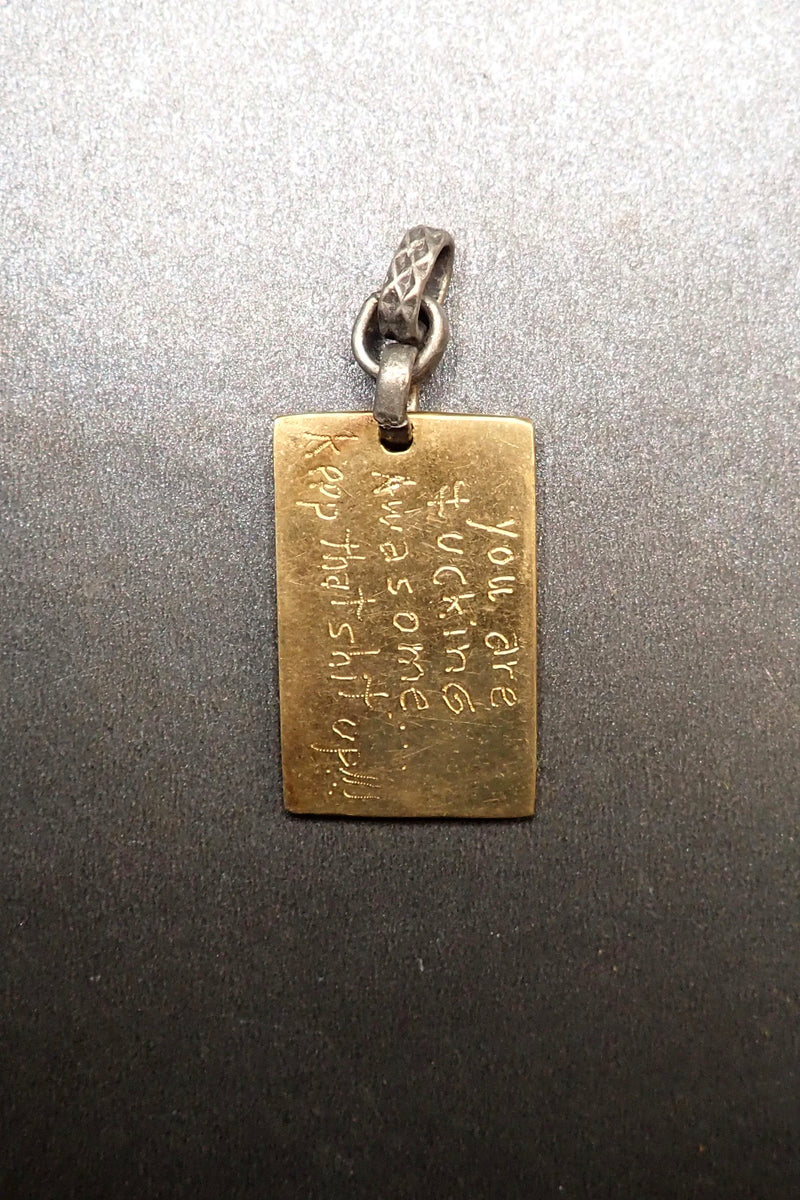 you are
fucking
Awasome...
Keep that shit up!!!